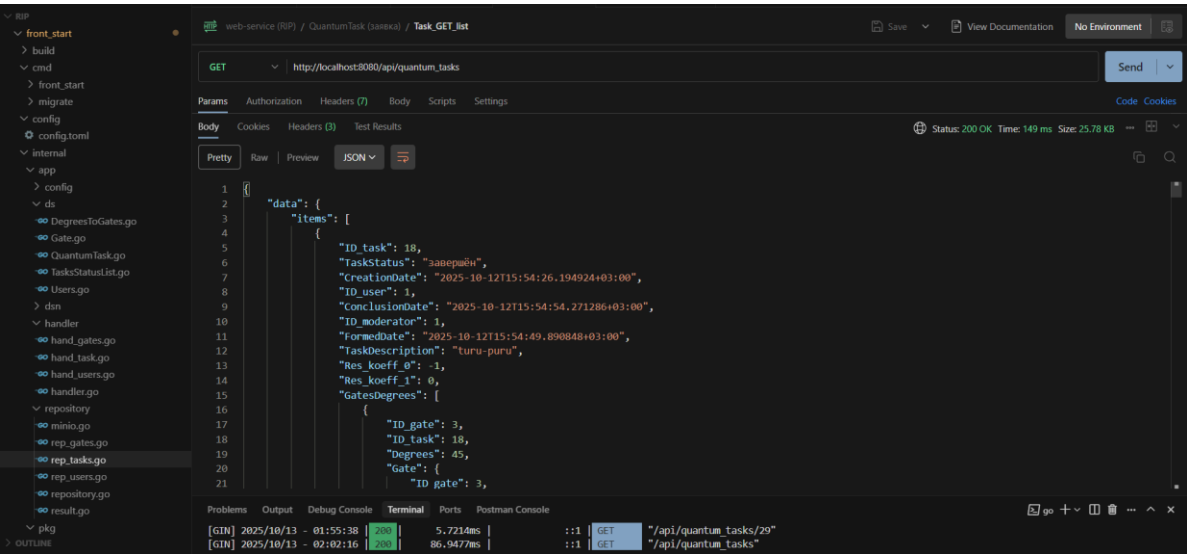 RIP
front_start
build
cmd
front_start
migrate
config
config.toml
internal
app
config
ds
DegreesToGates.go
Gate.go
QuantumTask.go
TasksStatusList.go
Users.go
dsn
handler
hand_gates.go
hand_task.go
hand_users.go
handler.go
repository
minio.go
rep_gates.go
rep_tasks.go
rep_users.go
repository.go
result.go
pkg
OUTLINE
HTTP web-service (RIP) / QuantumTask (заявка) / Task_GET_list Save View Documentation No Environment
GET http://localhost:8080/api/quantum_tasks Send
Params Authorization Headers (7) Body Scripts Settings Code Cookies
Body Cookies Headers (3) Test Results Status: 200 OK Time: 149 ms Size: 25.78 KB
Pretty Raw Preview JSON
1 {
2 "data": {
3 "items": [
4 {
5 "ID_task": 18,
6 "TaskStatus": "завершён",
7 "CreationDate": "2025-10-12T15:54:26.194924+03:00",
8 "ID_user": 1,
9 "ConclusionDate": "2025-10-12T15:54:54.271286+03:00",
10 "ID_moderator": 1,
11 "FormedDate": "2025-10-12T15:54:49.890848+03:00",
12 "TaskDescription": "turu-puru",
13 "Res_koeff_0": -1,
14 "Res_koeff_1": 0,
15 "GatesDegrees": [
16 {
17 "ID_gate": 3,
18 "ID_task": 18,
19 "Degrees": 45,
20 "Gate": {
21 "ID_gate": 3,
Problems Output Debug Console Terminal Ports Postman Console go
[GIN] 2025/10/13 - 01:55:38 | 200 | 5.7214ms | ::1 | GET "/api/quantum_tasks/29"
[GIN] 2025/10/13 - 02:02:16 | 200 | 86.9477ms | ::1 | GET "/api/quantum_tasks"